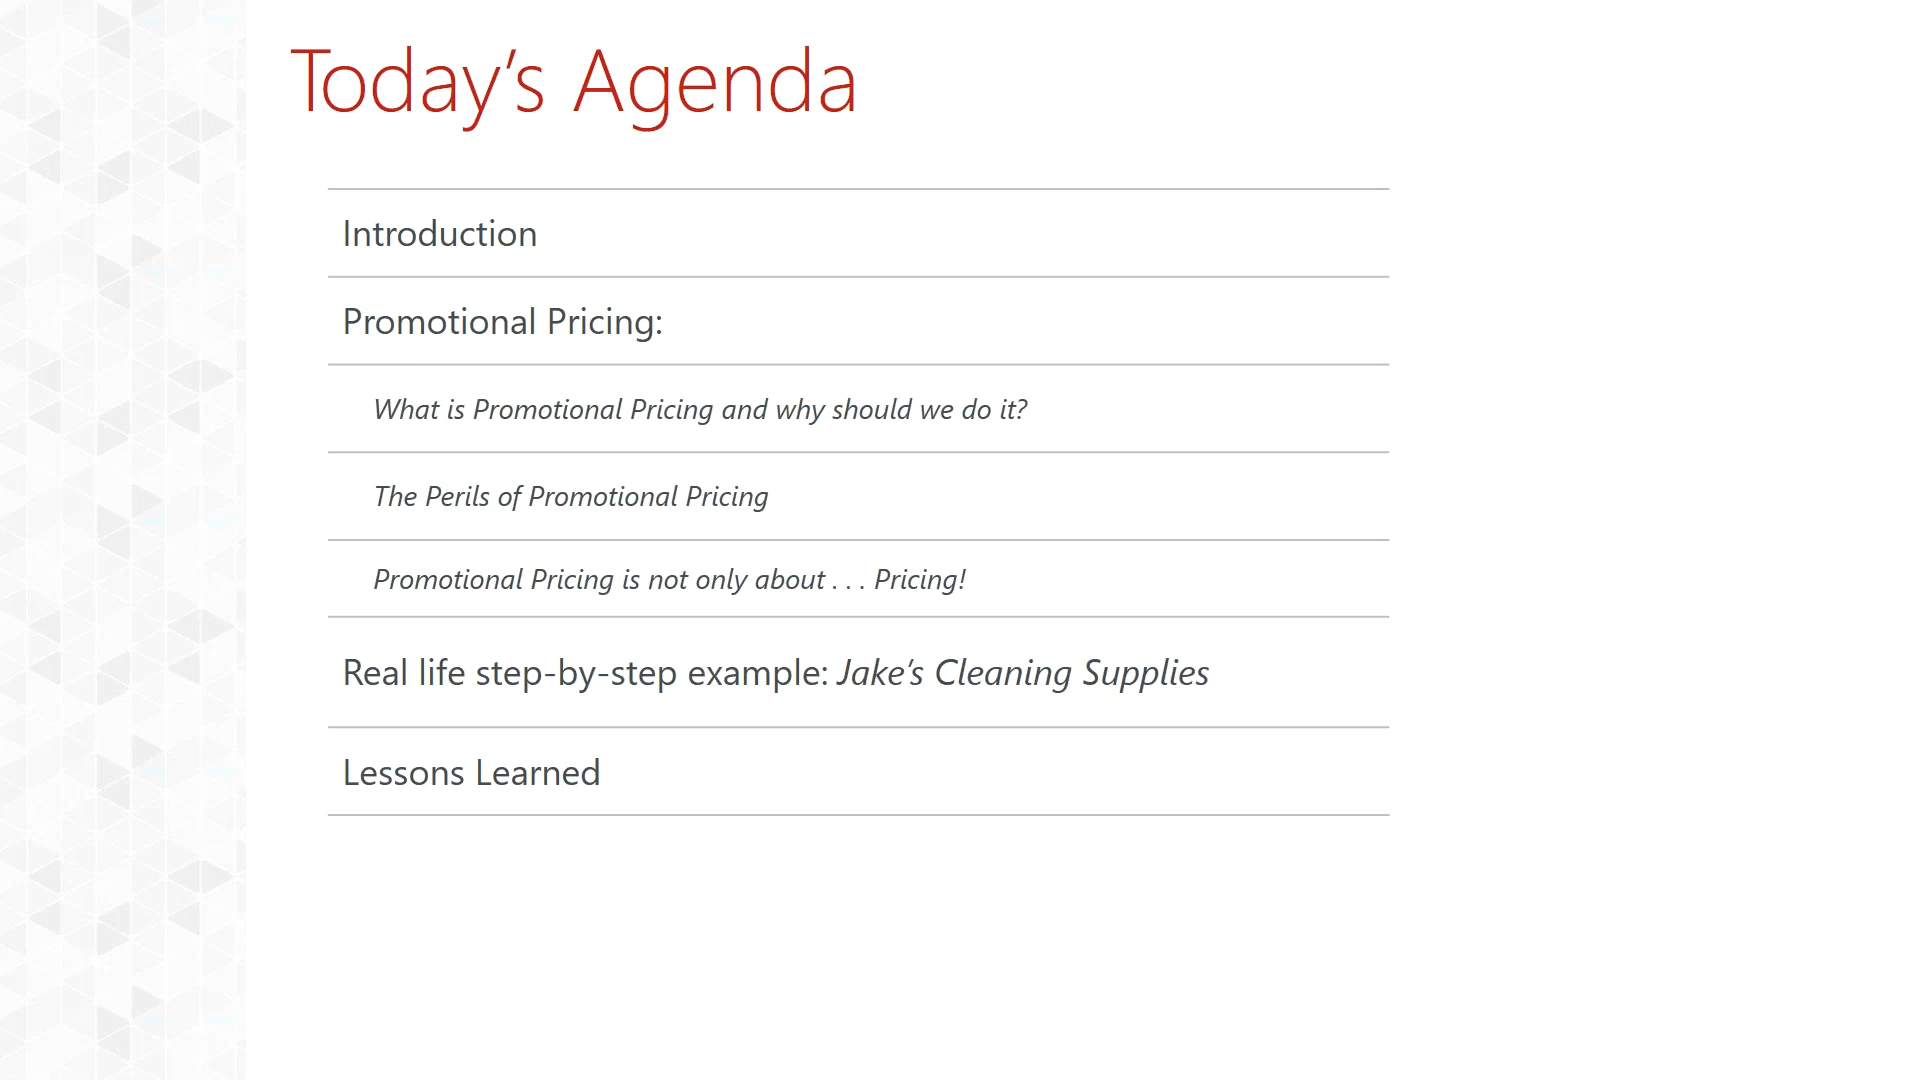 Today’s Agenda
Introduction
Promotional Pricing:
What is Promotional Pricing and why should we do it?
The Perils of Promotional Pricing
Promotional Pricing is not only about . . . Pricing!
Real life step-by-step example: Jake’s Cleaning Supplies
Lessons Learned